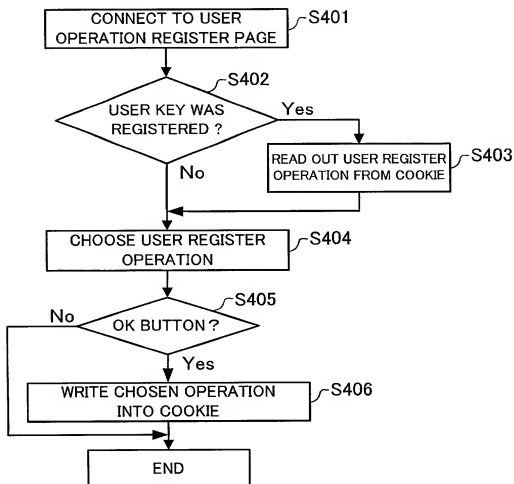 CONNECT TO USER
OPERATION REGISTER PAGE
S401
S402
USER KEY WAS
REGISTERED ?
Yes
No
READ OUT USER REGISTER
OPERATION FROM COOKIE
S403
CHOOSE USER REGISTER
OPERATION
S404
S405
No
OK BUTTON ?
Yes
WRITE CHOSEN OPERATION
INTO COOKIE
S406
END